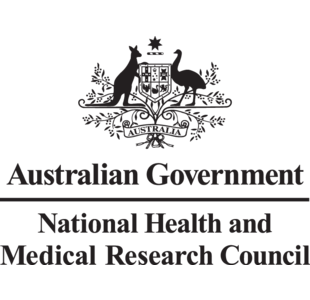 AUSTRALIA
Australian Government
National Health and
Medical Research Council